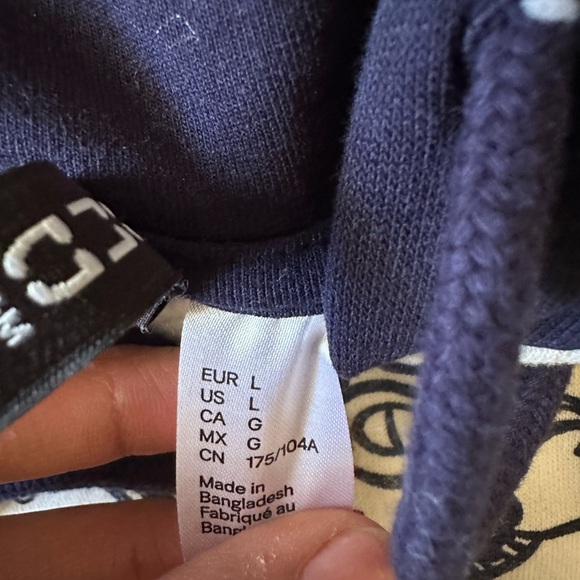 EUR L
US L
CA G
MX G
CN 175/104A
Made in
Bangladesh
Fabriqué au